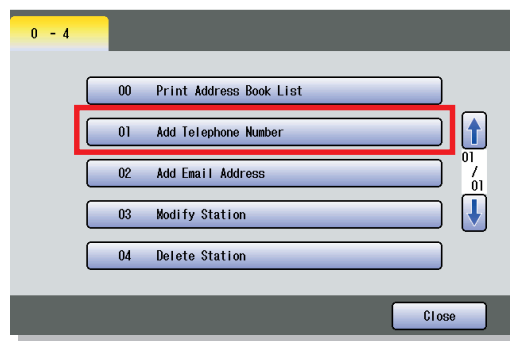 0 - 4
00 Print Address Book List
01 Add Telephone Number
02 Add Email Address
03 Modify Station
04 Delete Station
01
/
01
Close